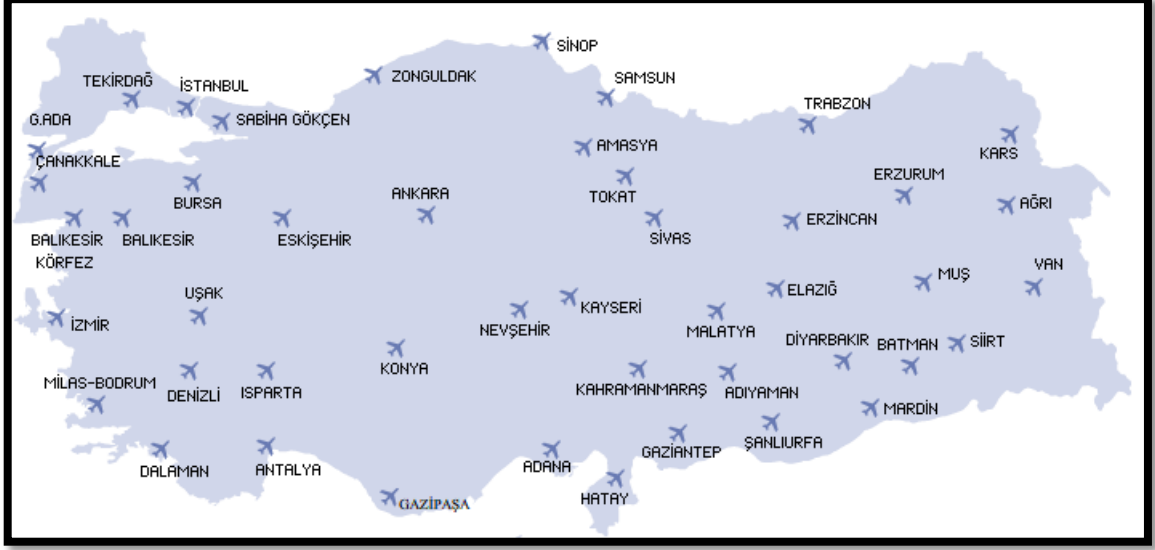 SİNOP
ZONGULDAK
TEKİRDAĞ
İSTANBUL
SAMSUN
TRABZON
G.ADA
SABİHA GÖKÇEN
AMASYA
KARS
ÇANAKKALE
BURSA
ANKARA
TOKAT
ERZURUM
AĞRI
BALIKESİR
KÖRFEZ
BALIKESİR
ESKİŞEHİR
SİVAS
ERZİNCAN
VAN
MUŞ
UŞAK
ELAZIĞ
KAYSERİ
İZMİR
NEVŞEHİR
MALATYA
DİYARBAKIR
BATMAN
SİİRT
KONYA
MİLAS-BODRUM
DENİZLİ
ISPARTA
KAHRAMANMARAŞ
ADIYAMAN
MARDİN
DALAMAN
ANTALYA
ADANA
GAZİANTEP
ŞANLIURFA
HATAY
GAZİPAŞA